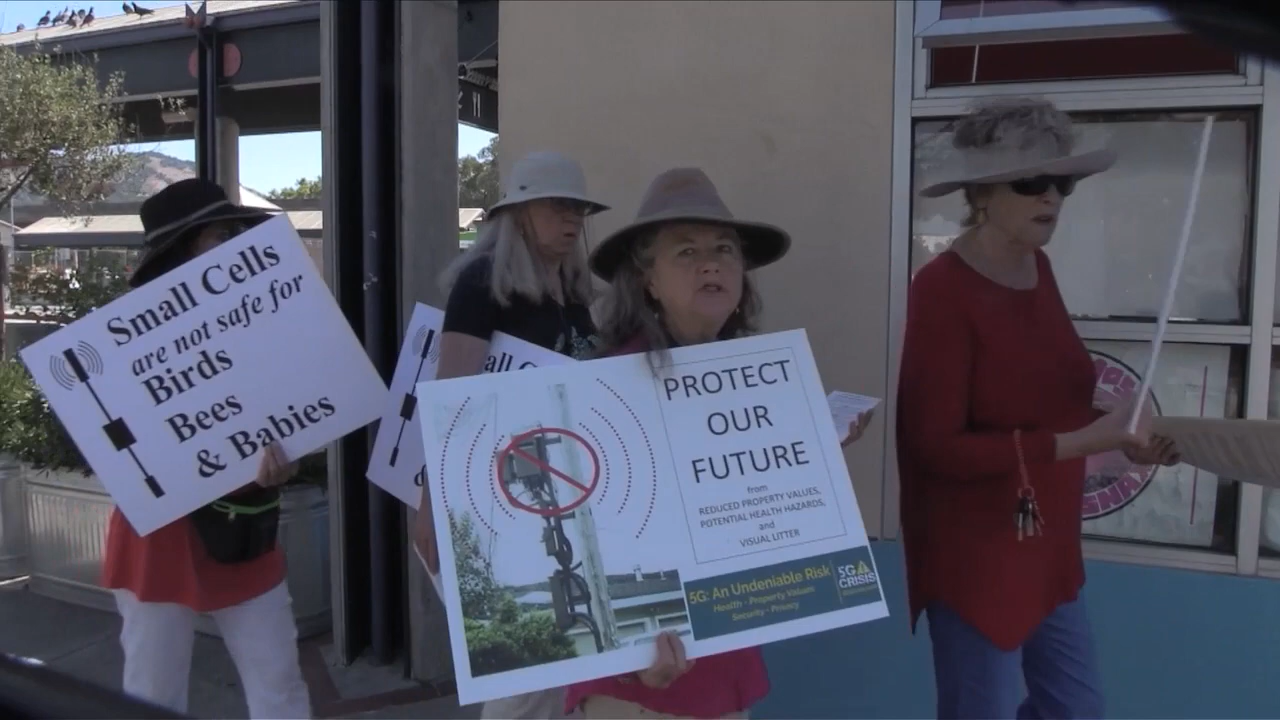 Small Cells
are not safe for
Birds
Bees
& Babies
all
PROTECT
OUR
FUTURE
from
REDUCED PROPERTY VALUES,
POTENTIAL HEALTH HAZARDS,
and
VISUAL LITTER
5G: An Undeniable Risk
Health - Property Values
Security - Privacy
5G
CRISIS
11